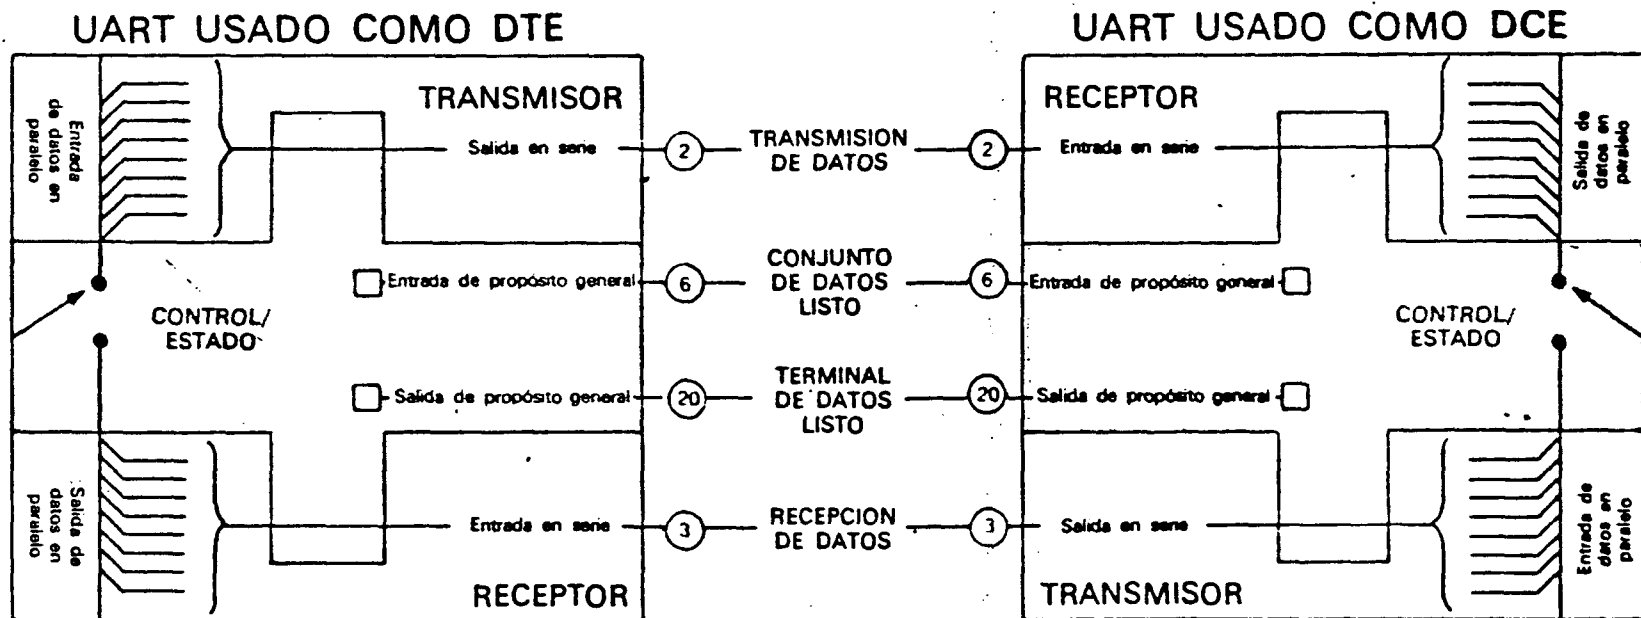 UART USADO COMO DTE
UART USADO COMO DCE
Entrada
de datos en
paralelo
TRANSMISOR
Salida en serie
2
TRANSMISION
DE DATOS
2
RECEPTOR
Entrada en serie
Salida de
datos en
paralelo
CONTROL/
ESTADO
Entrada de propósito general
6
CONJUNTO
DE DATOS
LISTO
6
Entrada de propósito general
CONTROL/
ESTADO
Salida de propósito general
20
TERMINAL
DE DATOS
LISTO
20
Salida de propósito general
Salida de
datos en
paralelo
Entrada en serie
3
RECEPCION
DE DATOS
3
Salida en serie
Entrada de
datos en
paralelo
RECEPTOR
TRANSMISOR